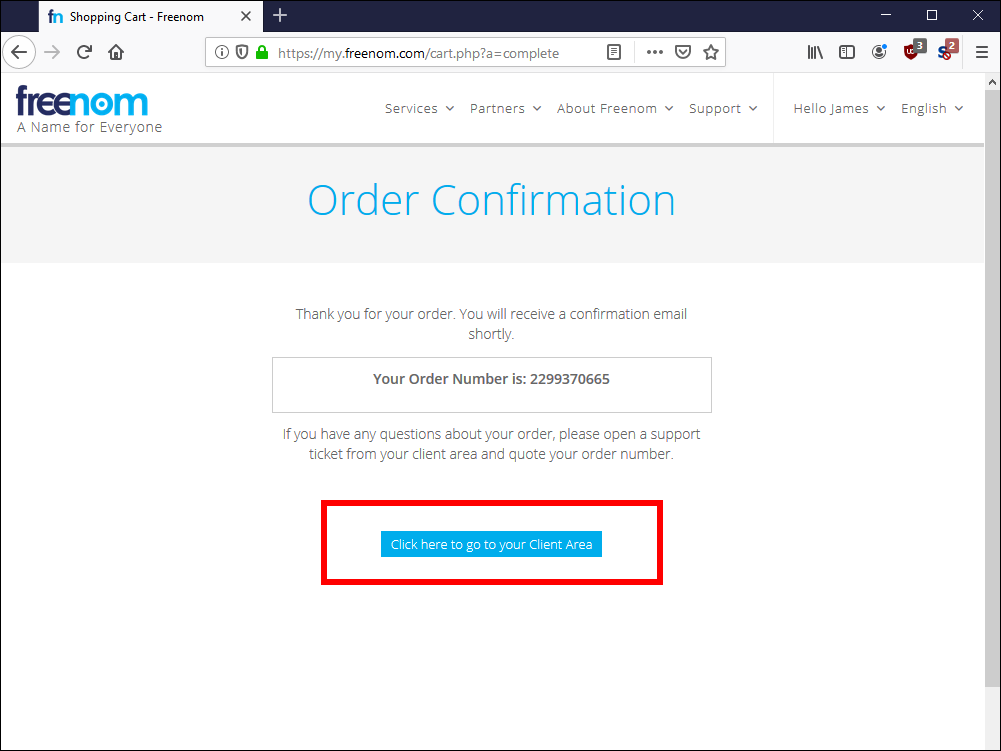 fn Shopping Cart - Freenom
https://my.freenom.com/cart.php?a=complete
3
2
freenom
A Name for Everyone
Services Partners About Freenom Support Hello James English
Order Confirmation
Thank you for your order. You will receive a confirmation email
shortly.
Your Order Number is: 2299370665
If you have any questions about your order, please open a support
ticket from your client area and quote your order number.
Click here to go to your Client Area